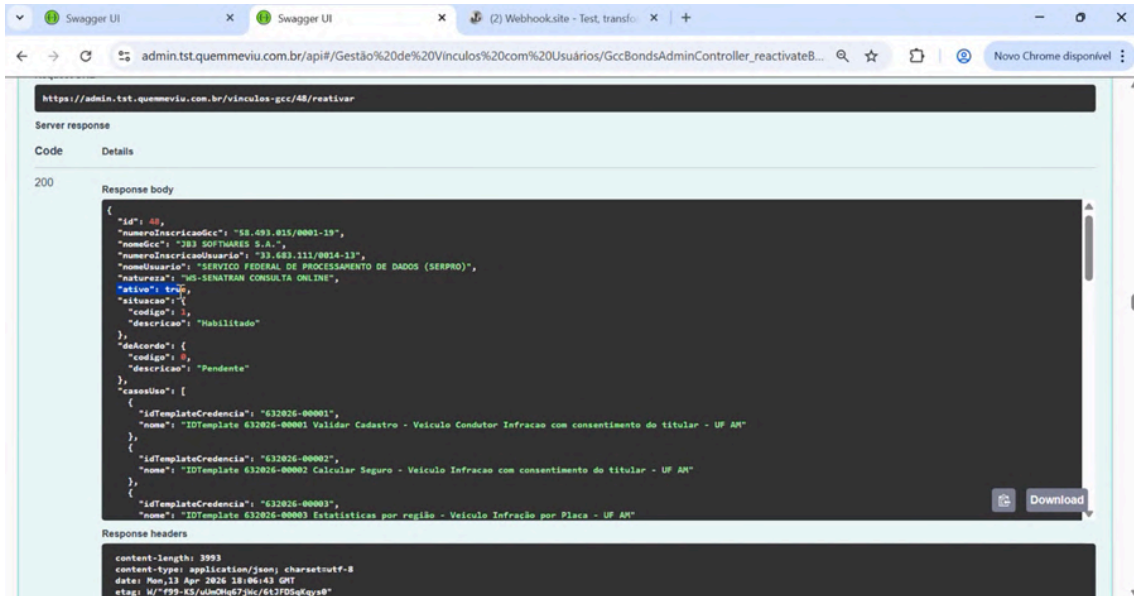 Swagger UI
Swagger UI
(2) Webhook.site - Test, transfo
admin.tst.quemmeviu.com.br/api#/Gestão%20de%20Vínculos%20com%20Usuários/GccBondsAdminController_reactivateB...
Novo Chrome disponível
https://admin.tst.quemmeviu.com.br/vinculos-gcc/48/reativar
Server response
Code Details
200
Response body
{
"id": 48,
"numeroInscricaoGcc": "58.493.015/0001-19",
"nomeGcc": "JB3 SOFTWARES S.A.",
"numeroInscricaoUsuario": "33.683.111/0014-13",
"nomeUsuario": "SERVICO FEDERAL DE PROCESSAMENTO DE DADOS (SERPRO)",
"natureza": "WS-SENATRAN CONSULTA ONLINE",
"ativo": true,
"situacao": {
"codigo": 1,
"descricao": "Habilitado"
},
"deAcordo": {
"codigo": 0,
"descricao": "Pendente"
},
"casosUso": [
{
"idTemplateCredencia": "632026-00001",
"nome": "IDTemplate 632026-00001 Validar Cadastro - Veiculo Condutor Infracao com consentimento do titular - UF AM"
},
{
"idTemplateCredencia": "632026-00002",
"nome": "IDTemplate 632026-00002 Calcular Seguro - Veiculo Infracao com consentimento do titular - UF AM"
},
{
"idTemplateCredencia": "632026-00003",
"nome": "IDTemplate 632026-00003 Estatisticas por região - Veiculo Infração por Placa - UF AM"
Download
Response headers
content-length: 3993
content-type: application/json; charset=utf-8
date: Mon,13 Apr 2026 18:06:43 GMT